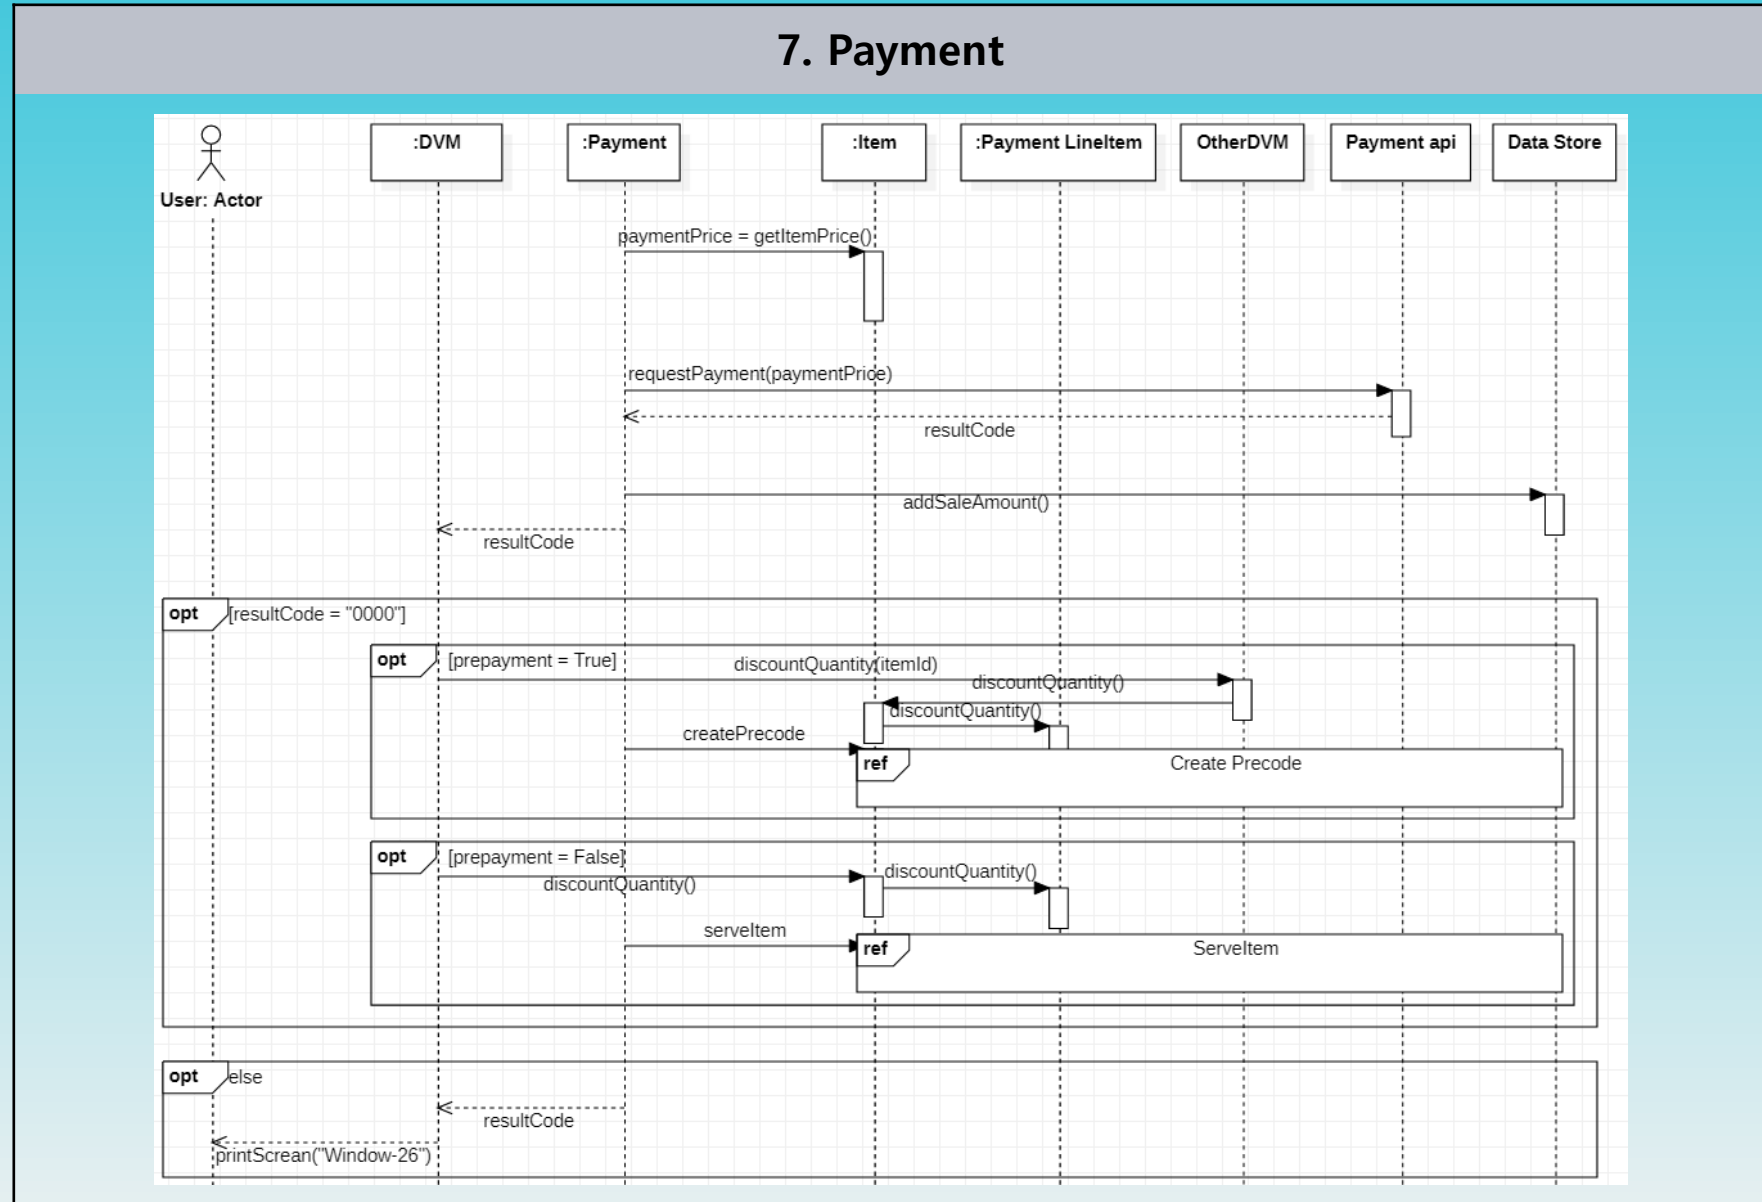 7. Payment
:DVM
:Payment
:Item
:Payment LineItem
OtherDVM
Payment api
Data Store
User: Actor
paymentPrice = getItemPrice()
requestPayment(paymentPrice)
resultCode
addSaleAmount()
resultCode
opt
[resultCode = "0000"]
opt
[prepayment = True]
discountQuantity(itemId)
discountQuantity()
discountQuantity()
createPrecode
ref
Create Precode
opt
[prepayment = False]
discountQuantity()
discountQuantity()
serveItem
ref
ServeItem
opt
else
resultCode
printScrean("Window-26")